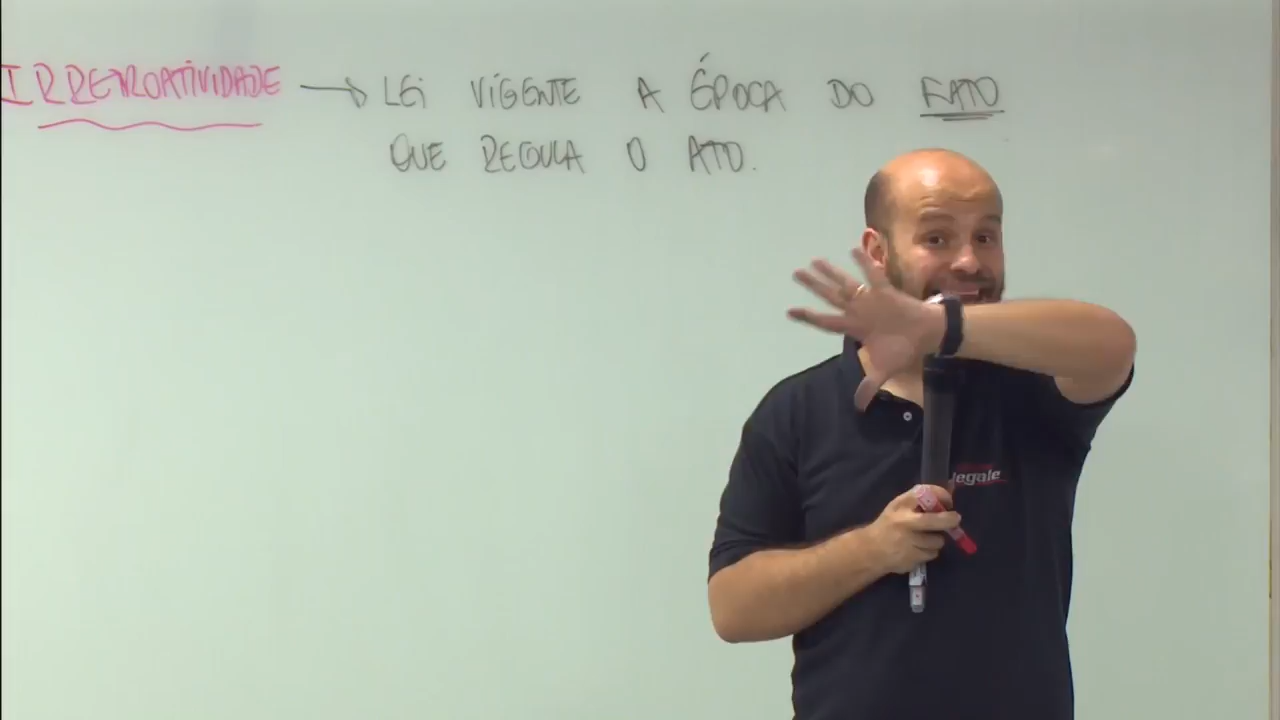 IRRETROATIVIDADE → LEI VIGENTE A ÉPOCA DO FATO
QUE REGULA O ATO.
legale